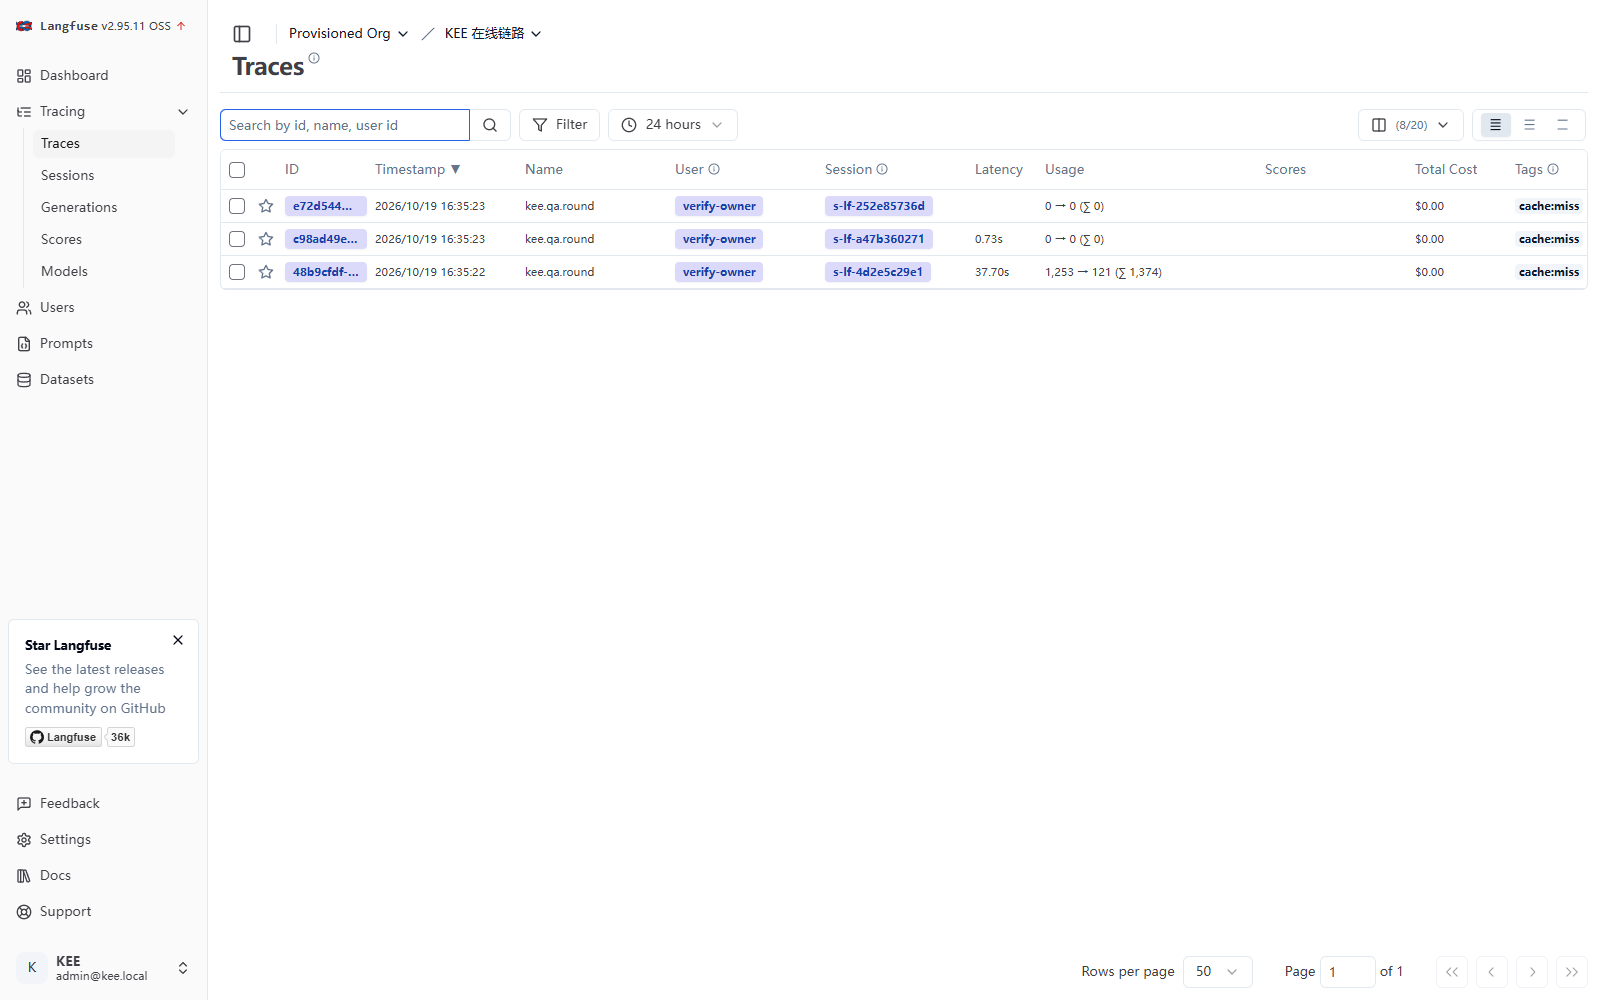 Langfuse v2.95.11 OSS
Dashboard
Tracing
Traces
Sessions
Generations
Scores
Models
Users
Prompts
Datasets
Star Langfuse
See the latest releases
and help grow the
community on GitHub
Langfuse 36k
Feedback
Settings
Docs
Support
K
KEE
admin@kee.local
Provisioned Org
KEE 在线链路
Traces
Search by id, name, user id
Filter
24 hours
(8/20)
ID Timestamp ▼ Name User Session Latency Usage Scores Total Cost Tags
e72d544... 2026/10/19 16:35:23 kee.qa.round verify-owner s-lf-252e85736d 0 → 0 (∑ 0) $0.00 cache:miss
c98ad49e... 2026/10/19 16:35:23 kee.qa.round verify-owner s-lf-a47b360271 0.73s 0 → 0 (∑ 0) $0.00 cache:miss
48b9cfdf-... 2026/10/19 16:35:22 kee.qa.round verify-owner s-lf-4d2e5c29e1 37.70s 1,253 → 121 (∑ 1,374) $0.00 cache:miss
Rows per page 50 Page 1 of 1